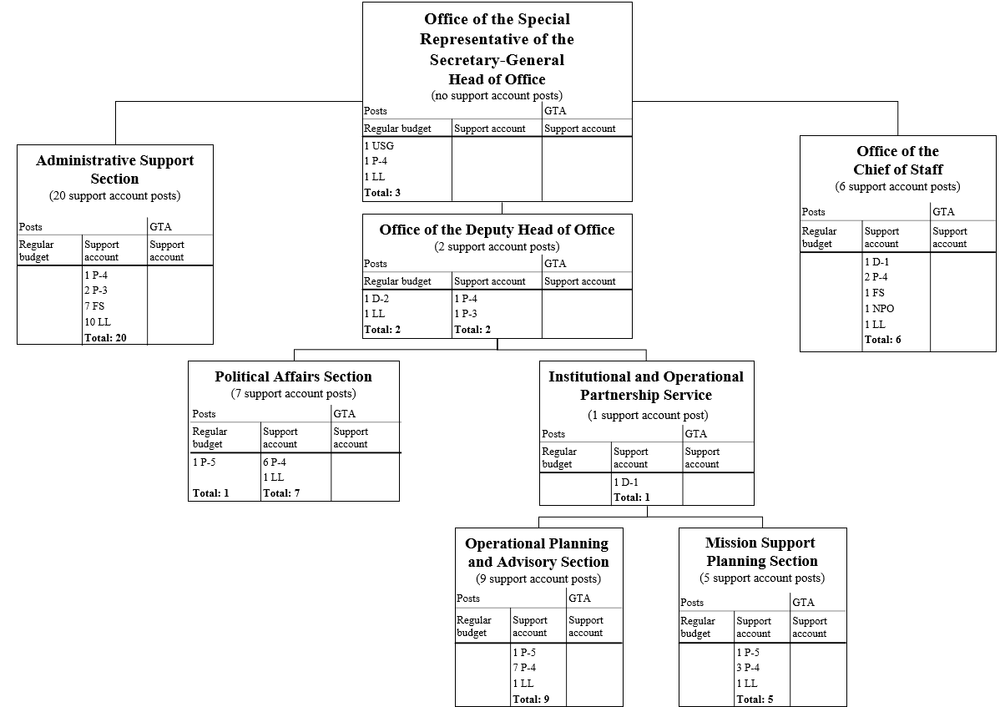 Office of the Special
Representative of the
Secretary-General
Head of Office
(no support account posts)
Posts GTA
Regular budget Support account Support account
1 USG
1 P-4
1 LL
Total: 3
Administrative Support
Section
(20 support account posts)
Posts GTA
Regular Support Support
budget account account
1 P-4
2 P-3
7 FS
10 LL
Total: 20
Office of the Deputy Head of Office
(2 support account posts)
Posts GTA
Regular budget Support account Support account
1 D-2 1 P-4
1 LL 1 P-3
Total: 2 Total: 2
Office of the
Chief of Staff
(6 support account posts)
Posts GTA
Regular Support Support
budget account account
1 D-1
2 P-4
1 FS
1 NPO
1 LL
Total: 6
Political Affairs Section
(7 support account posts)
Posts GTA
Regular Support Support
budget account account
1 P-5 6 P-4
1 LL
Total: 1 Total: 7
Institutional and Operational
Partnership Service
(1 support account post)
Posts GTA
Regular Support Support
budget account account
1 D-1
Total: 1
Operational Planning
and Advisory Section
(9 support account posts)
Posts GTA
Regular Support Support
budget account account
1 P-5
7 P-4
1 LL
Total: 9
Mission Support
Planning Section
(5 support account posts)
Posts GTA
Regular Support Support
budget account account
1 P-5
3 P-4
1 LL
Total: 5